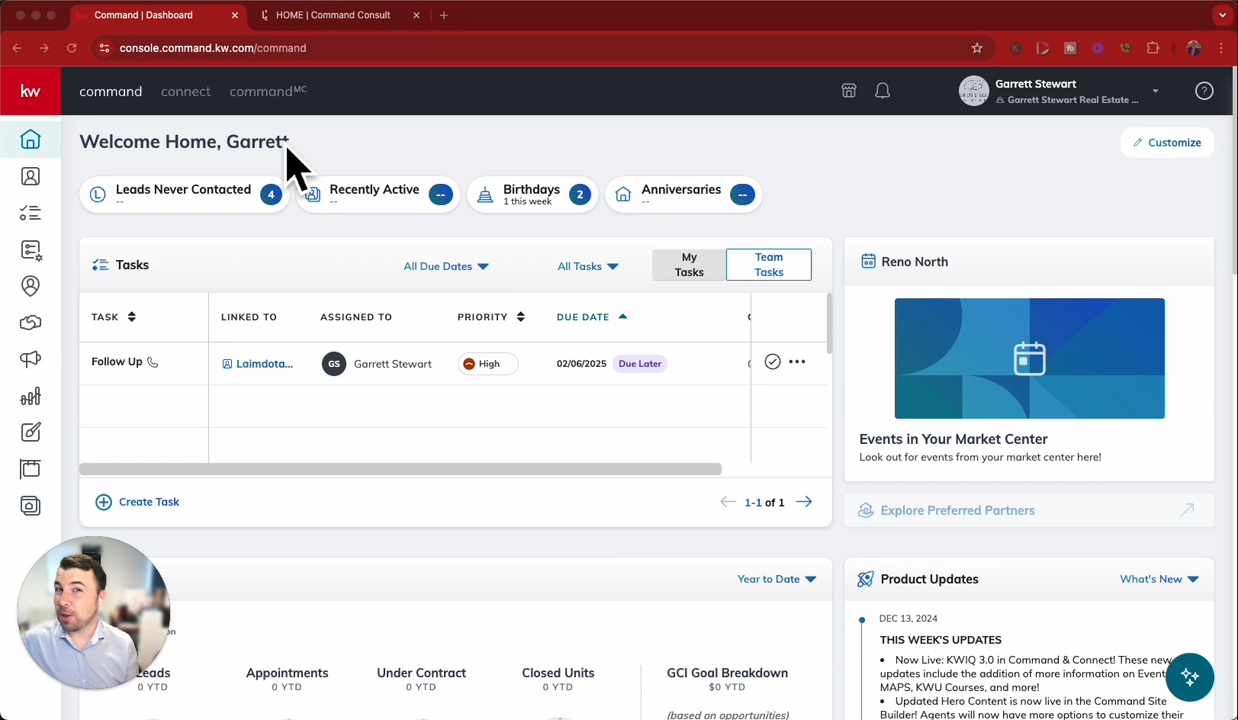 Command | Dashboard
HOME | Command Consult
console.command.kw.com/command
kw
command
connect
commandMC
Garrett Stewart
Garrett Stewart Real Estate ...
Welcome Home, Garrett
Customize
Leads Never Contacted
--
4
Recently Active
--
--
Birthdays
1 this week
2
Anniversaries
--
--
Tasks
All Due Dates
All Tasks
My Tasks
Team Tasks
TASK
LINKED TO
ASSIGNED TO
PRIORITY
DUE DATE
Follow Up
Laimdota...
GS
Garrett Stewart
High
02/06/2025
Due Later
Create Task
1-1 of 1
Reno North
Events in Your Market Center
Look out for events from your market center here!
Explore Preferred Partners
Year to Date
Leads
0 YTD
Appointments
0 YTD
Under Contract
0 YTD
Closed Units
0 YTD
GCI Goal Breakdown
$0 YTD
(based on opportunities)
Product Updates
What's New
DEC 13, 2024
THIS WEEK'S UPDATES
• Now Live: KWIQ 3.0 in Command & Connect! These new
updates include the addition of more information on Event
MAPS, KWU Courses, and more!
• Updated Hero Content is now live in the Command Site
Builder! Agents will now have more options to customize their